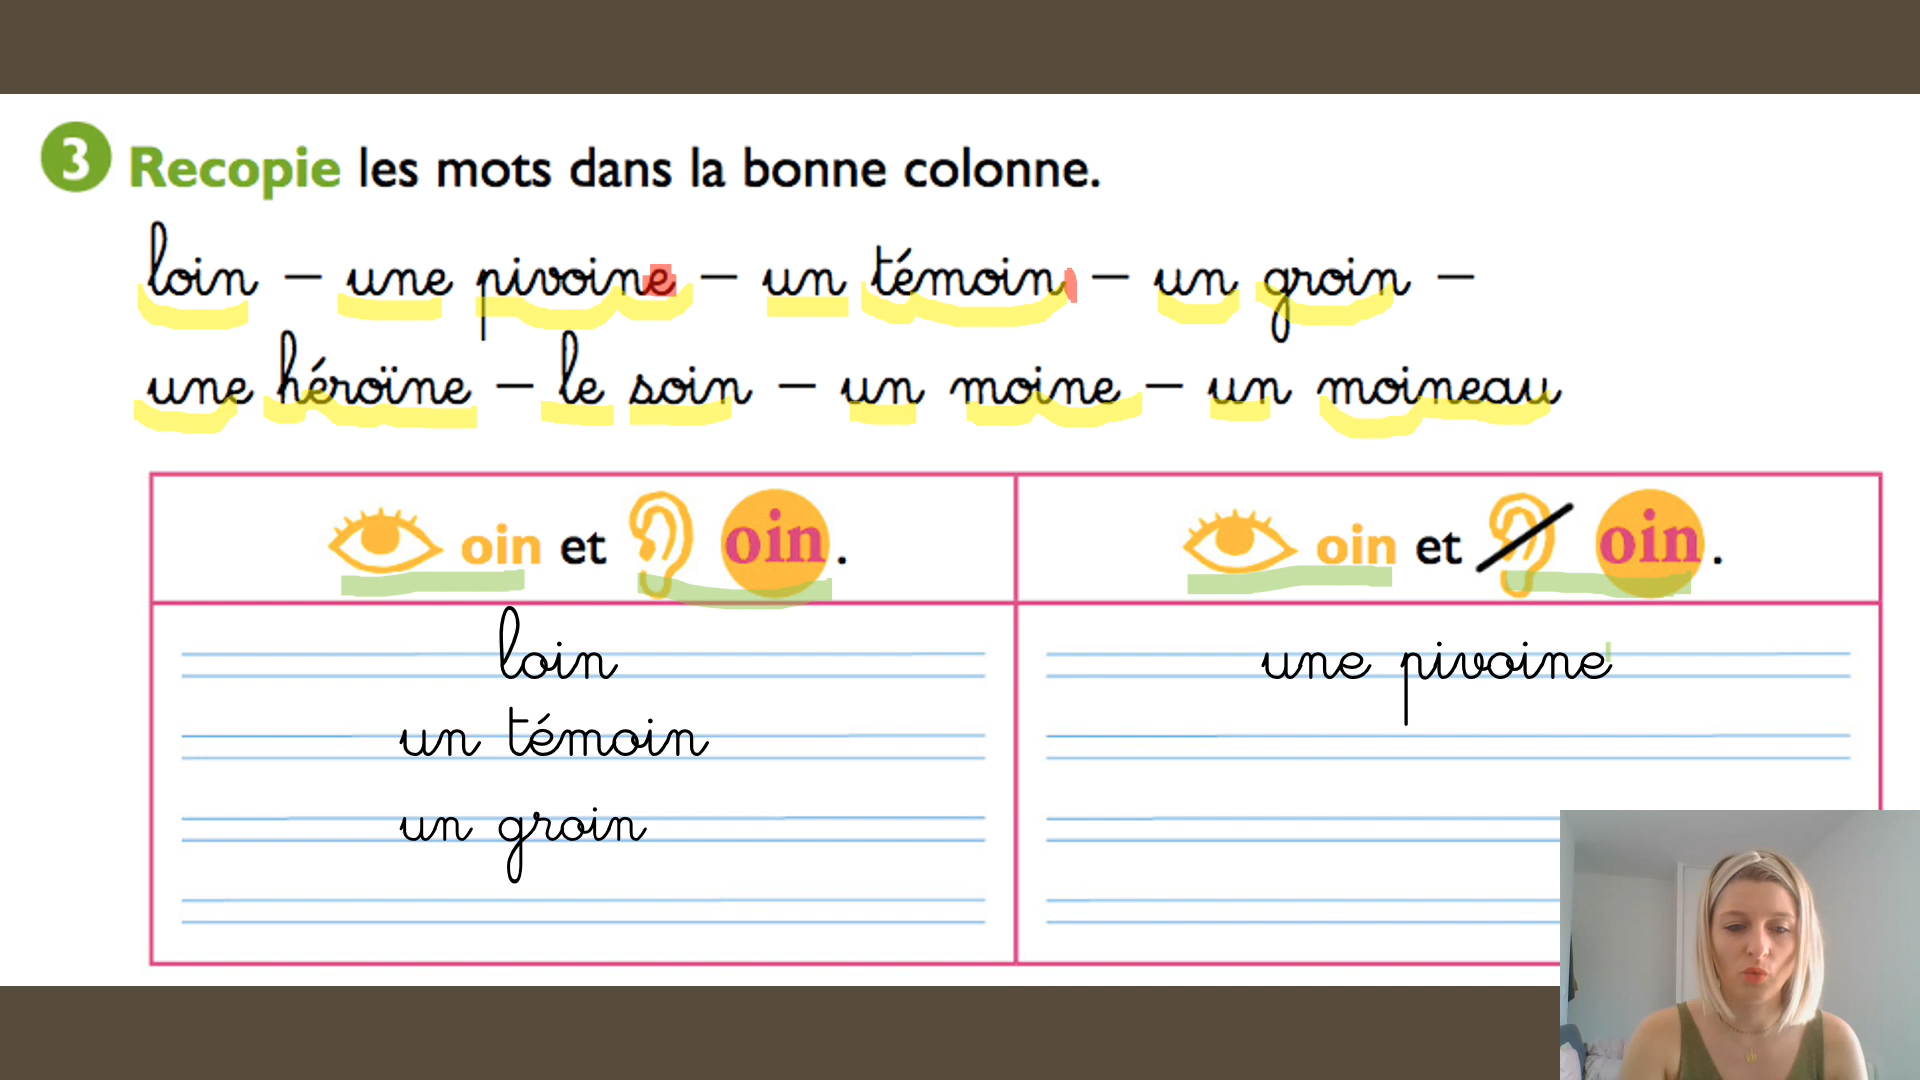 3 Recopie les mots dans la bonne colonne.
loin – une pivoine – un témoin – un groin –
une héroïne – le soin – un moine – un moineau
oin et oin.
oin et oin.
loin
un témoin
un groin
une pivoine